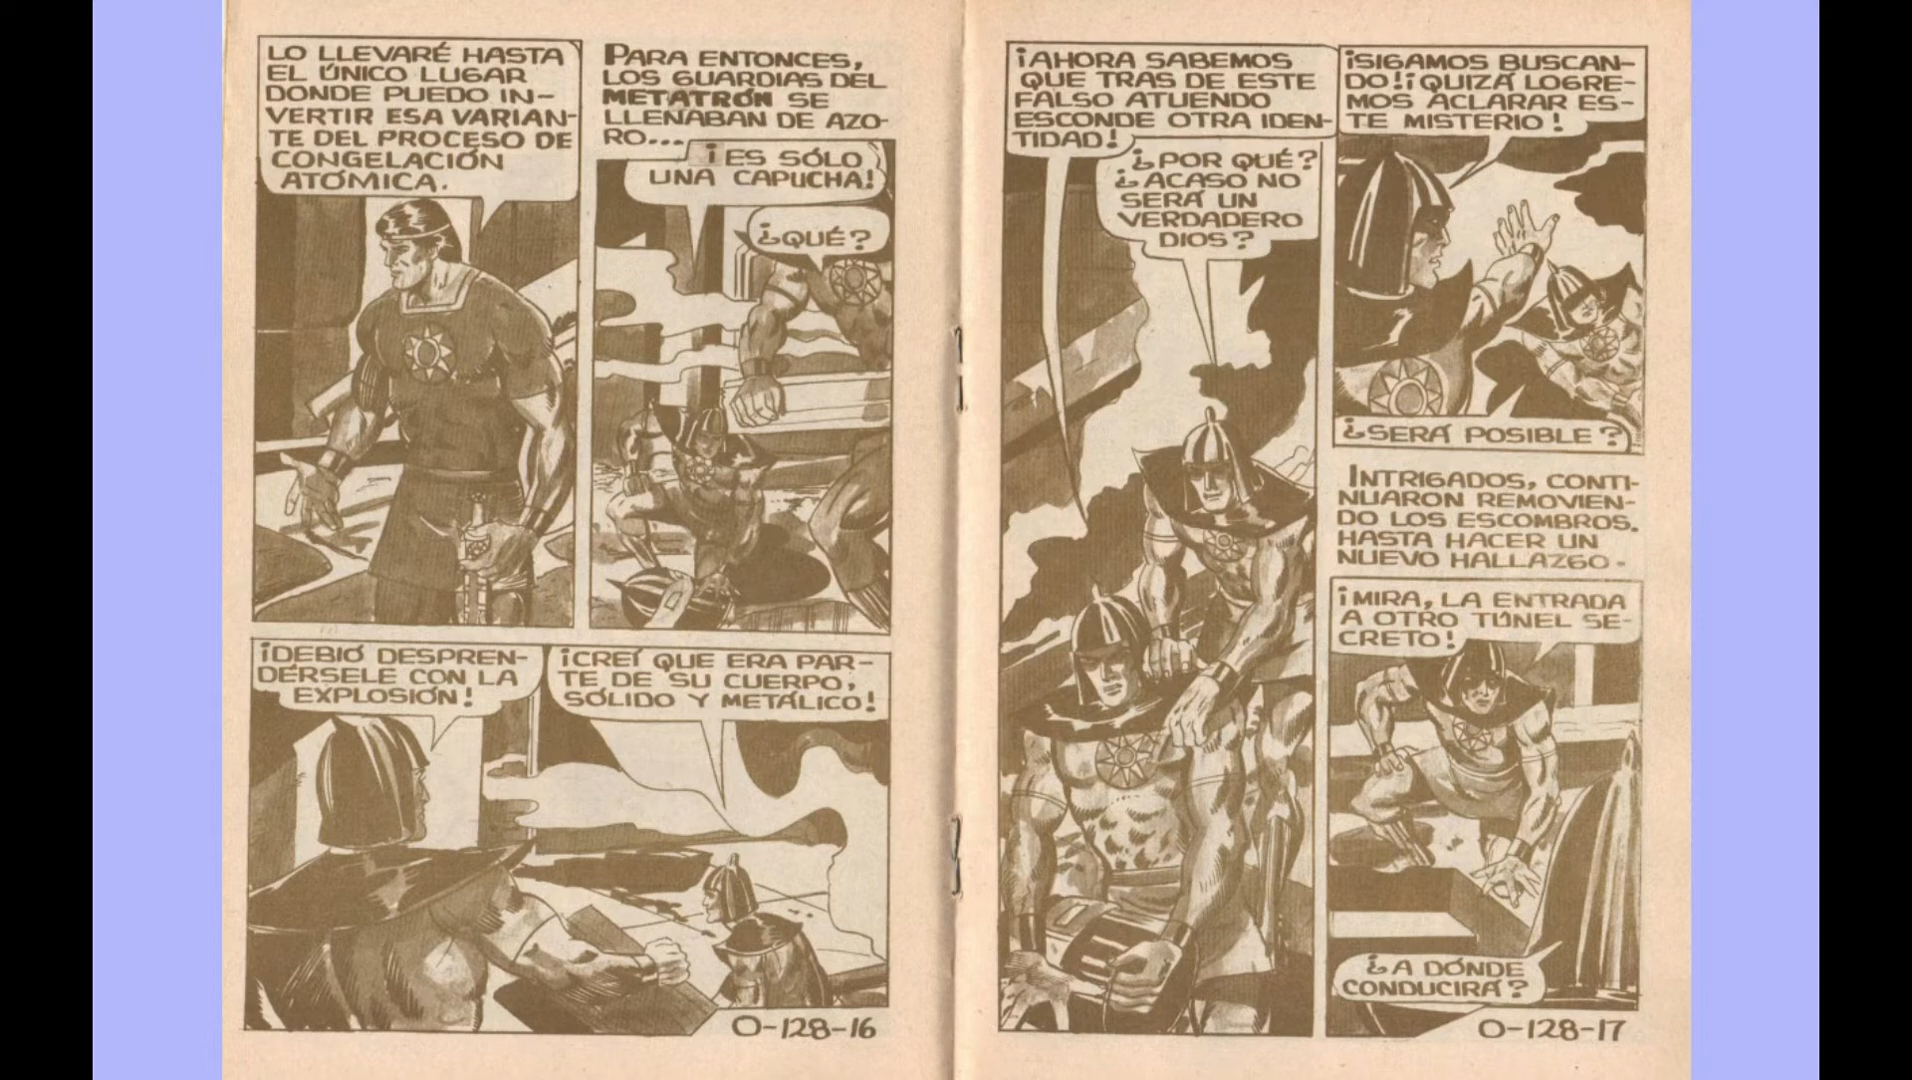 LO LLEVARÉ HASTA
EL ÚNICO LUGAR
DONDE PUEDO IN-
VERTIR ESA VARIAN-
TE DEL PROCESO DE
CONGELACIÓN
ATÓMICA.
PARA ENTONCES,
LOS GUARDIAS DEL
METATRÓN SE
LLENABAN DE AZO-
RO...
¡ES SÓLO
UNA CAPUCHA!
¿QUÉ?
¡DEBIÓ DESPREN-
DÉRSELE CON LA
EXPLOSIÓN!
¡CREÍ QUE ERA PAR-
TE DE SU CUERPO,
SÓLIDO Y METÁLICO!
O-128-16
¡AHORA SABEMOS
QUE TRAS DE ESTE
FALSO ATUENDO
ESCONDE OTRA IDEN-
TIDAD!
¿POR QUÉ?
¿ACASO NO
SERÁ UN
VERDADERO
DIOS?
¡SIGAMOS BUSCAN-
DO!¡QUIZÁ LOGRE-
MOS ACLARAR ES-
TE MISTERIO!
¿SERÁ POSIBLE?
INTRIGADOS, CONTI-
NUARON REMOVIEN-
DO LOS ESCOMBROS.
HASTA HACER UN
NUEVO HALLAZGO.
¡MIRA, LA ENTRADA
A OTRO TÚNEL SE-
CRETO!
¿A DÓNDE
CONDUCIRÁ?
O-128-17